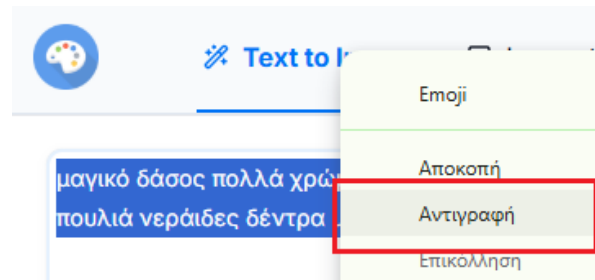 Text to I
Emoji
μαγικό δάσος πολλά χρώ
Αποκοπή
πουλιά νεράιδες δέντρα
Αντιγραφή
Επικόλληση